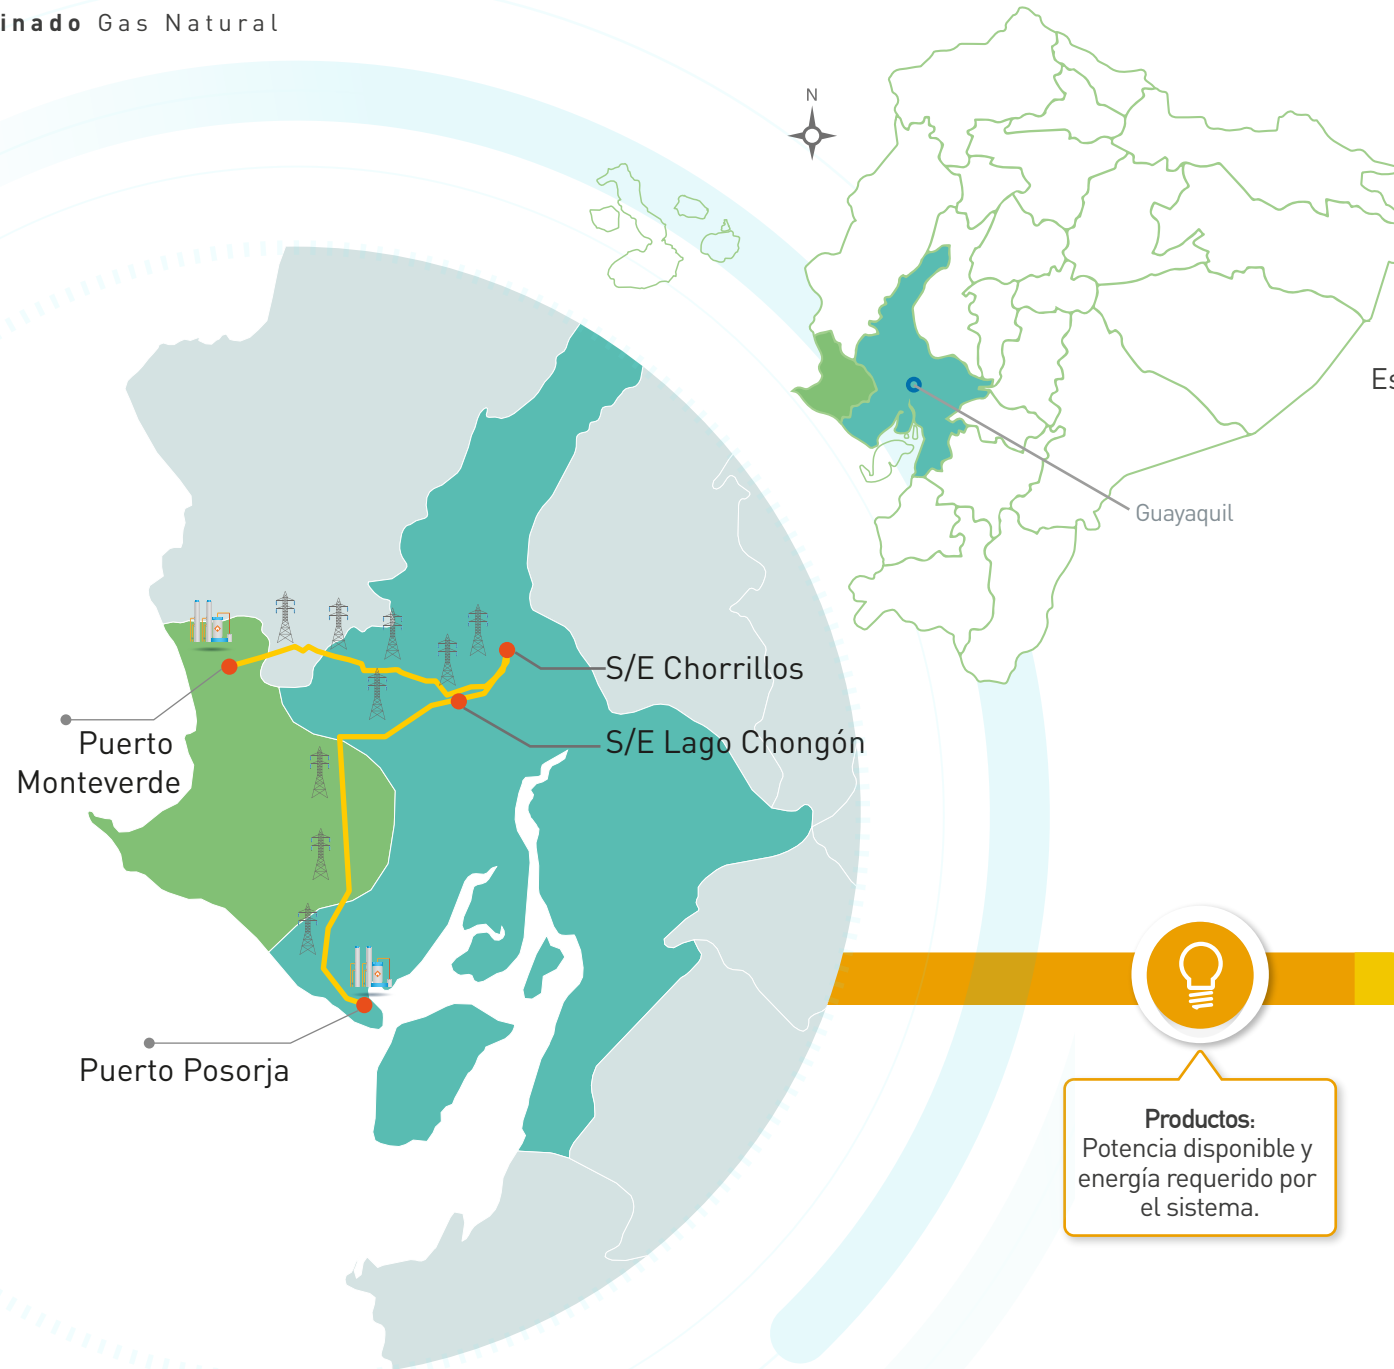 inado Gas Natural
N
Es
Guayaquil
S/E Chorrillos
S/E Lago Chongón
Puerto
Monteverde
Puerto Posorja
Productos:
Potencia disponible y
energía requerido por
el sistema.